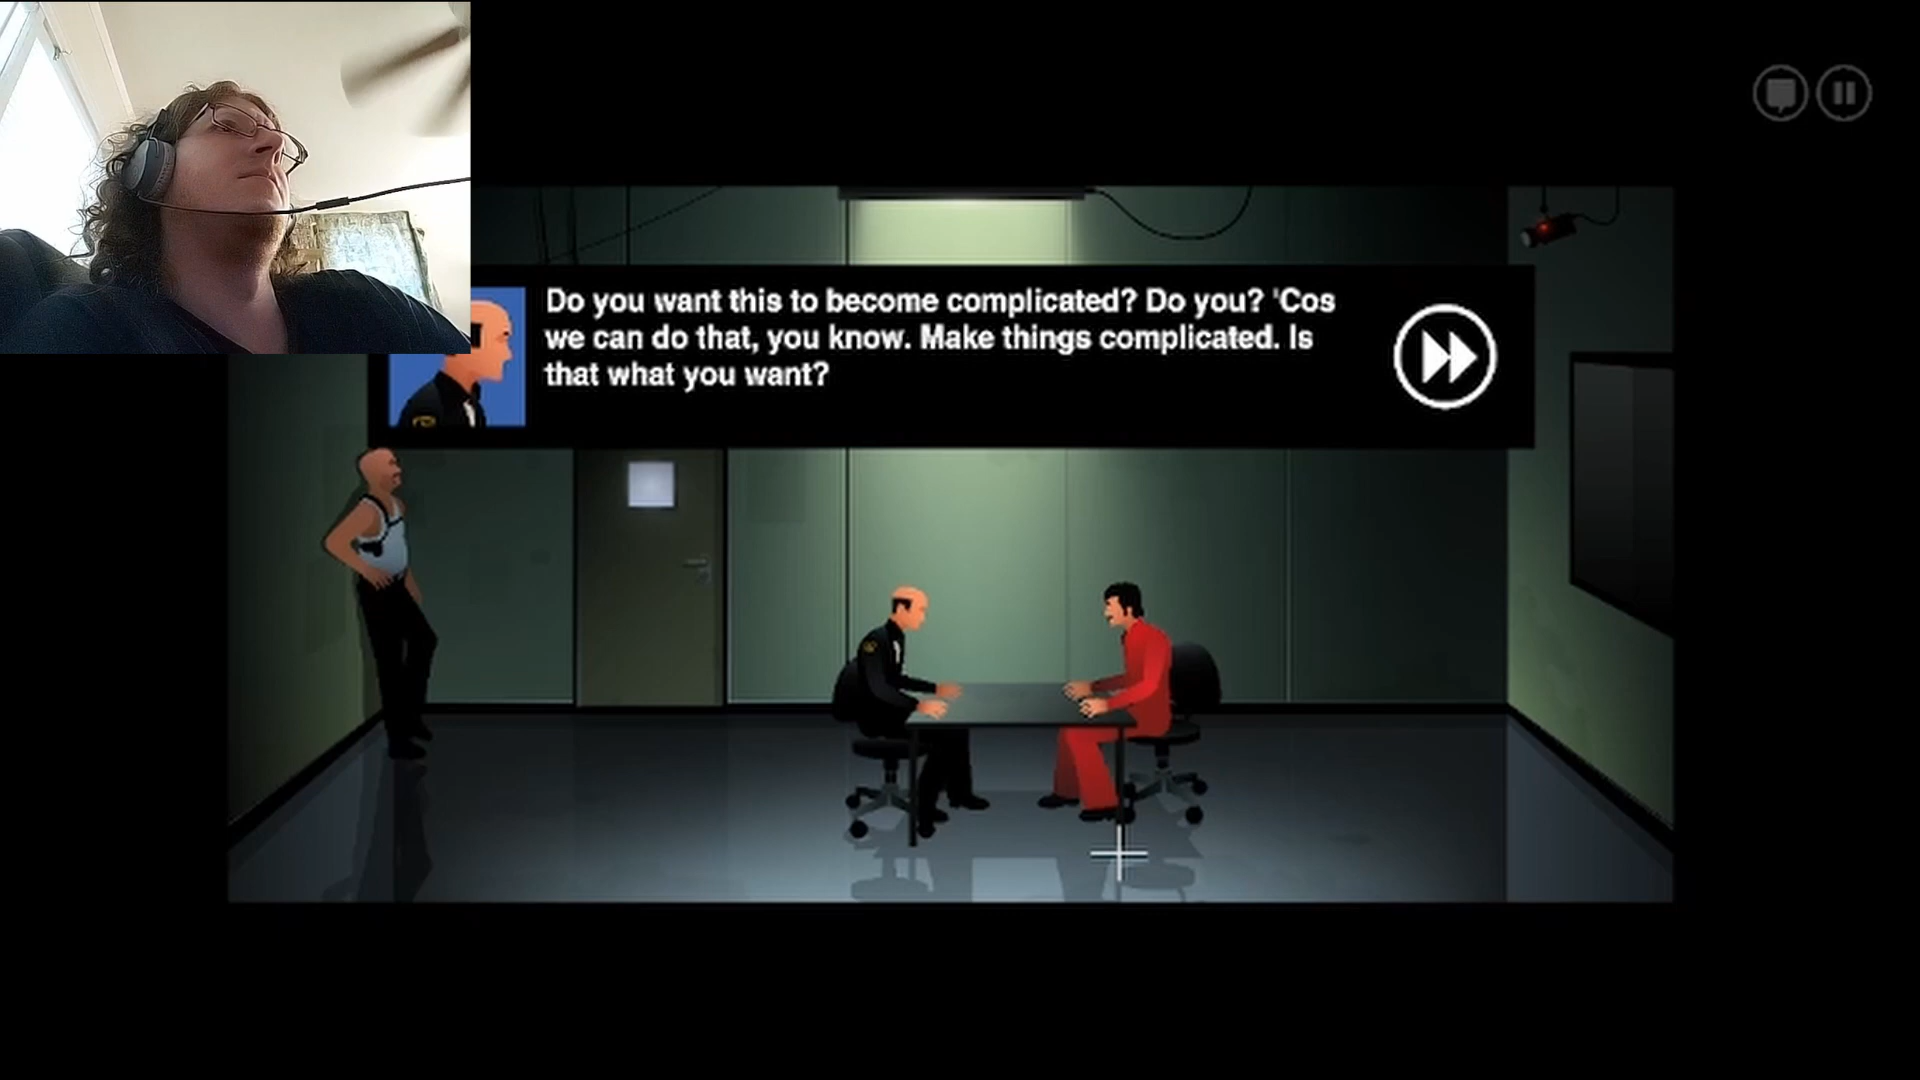 Do you want this to become complicated? Do you? 'Cos
we can do that, you know. Make things complicated. Is
that what you want?